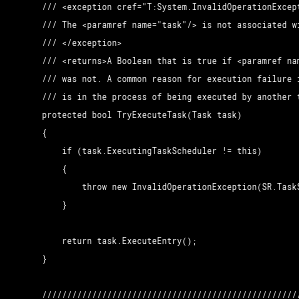 /// <exception cref="T:System.InvalidOperationExcept
/// The <paramref name="task"/> is not associated wi
/// </exception>
/// <returns>A Boolean that is true if <paramref nam
/// was not. A common reason for execution failure i
/// is in the process of being executed by another t
protected bool TryExecuteTask(Task task)
{
if (task.ExecutingTaskScheduler != this)
{
throw new InvalidOperationException(SR.TaskS
}
return task.ExecuteEntry();
}
////////////////////////////////////////////////////